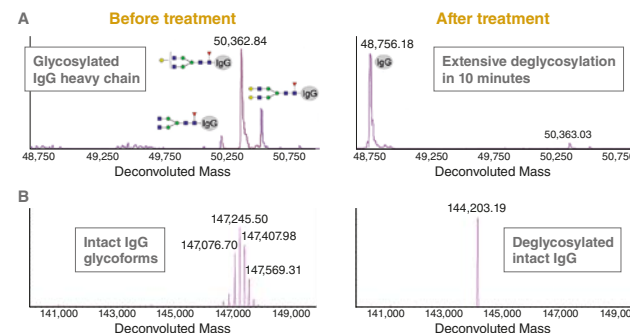 A
Before treatment
After treatment
50,362.84
Glycosylated
IgG heavy chain
IgG
IgG
IgG
48,750 49,250 49,750 50,250 50,750
Deconvoluted Mass
48,756.18
IgG
Extensive deglycosylation
in 10 minutes
50,363.03
48,750 49,250 49,750 50,250 50,750
Deconvoluted Mass
B
147,245.50
147,076.70
147,407.98
147,569.31
Intact IgG
glycoforms
141,000 143,000 145,000 147,000 149,000
Deconvoluted Mass
144,203.19
Deglycosylated
intact IgG
141,000 143,000 145,000 147,000 149,0
Deconvoluted Mass